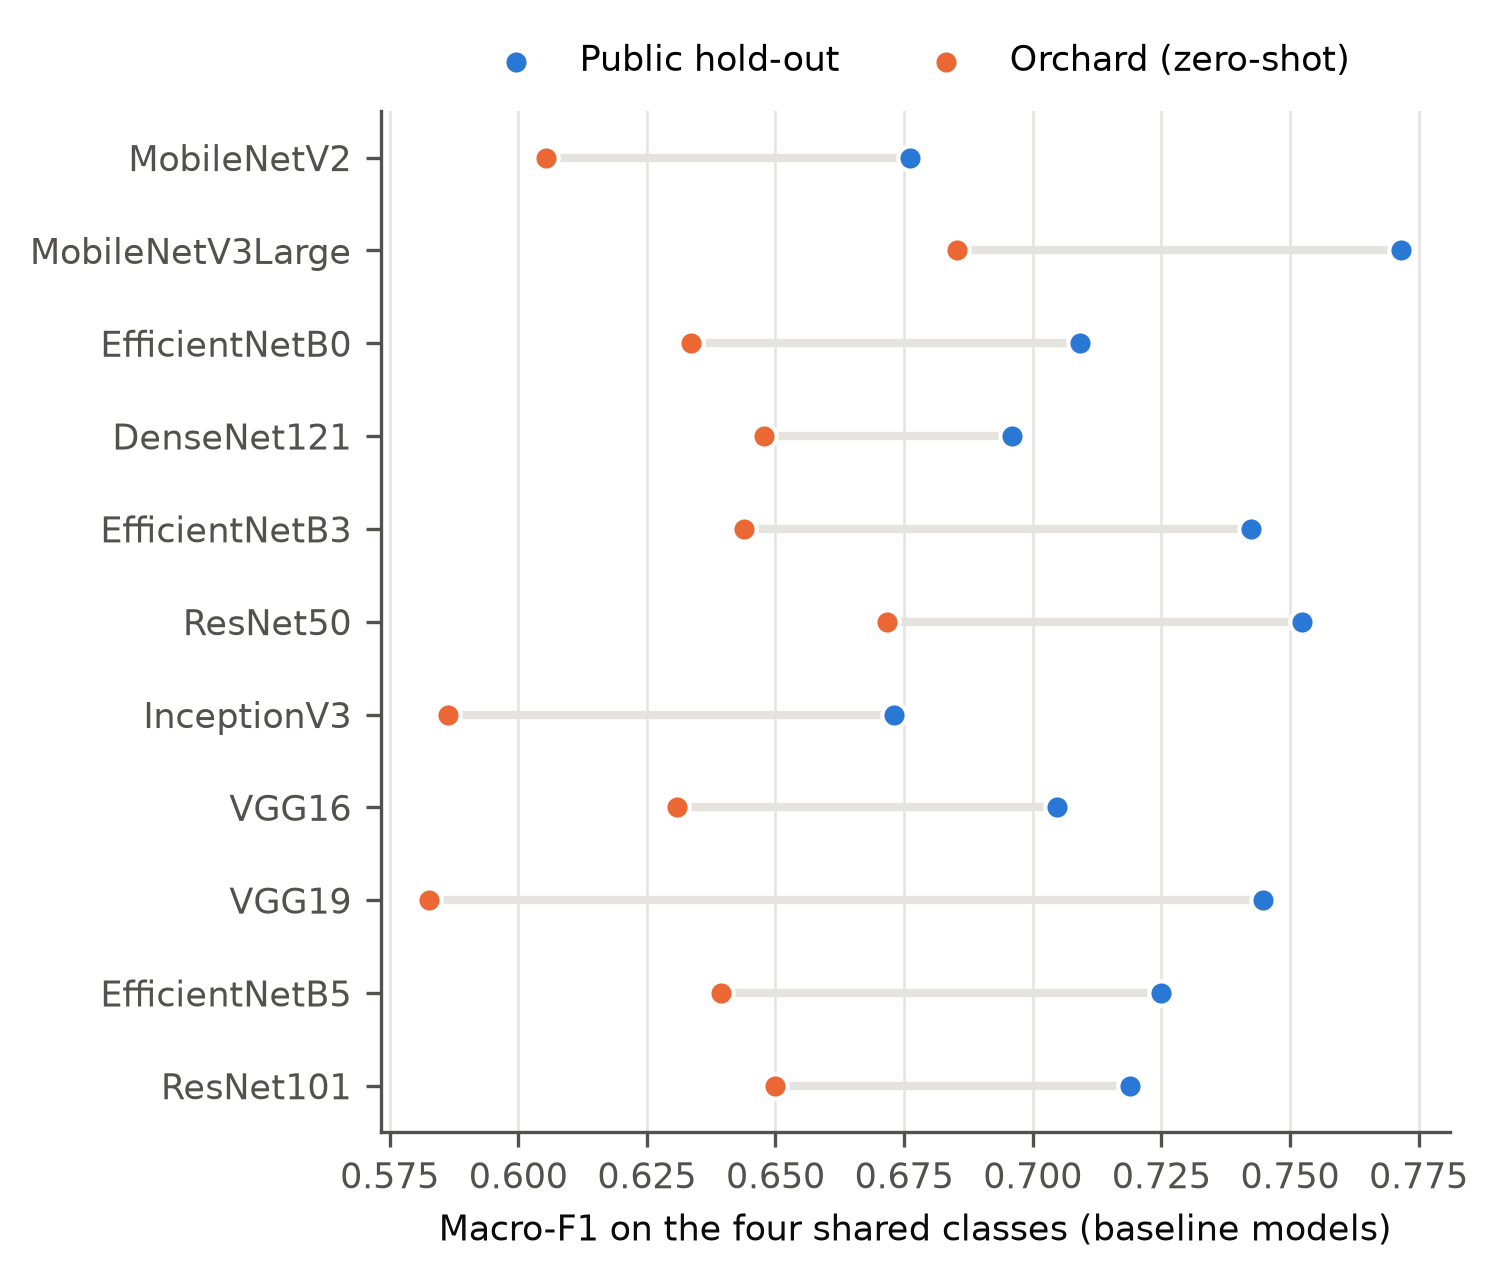 Public hold-out Orchard (zero-shot)
MobileNetV2
MobileNetV3Large
EfficientNetB0
DenseNet121
EfficientNetB3
ResNet50
InceptionV3
VGG16
VGG19
EfficientNetB5
ResNet101
0.575 0.600 0.625 0.650 0.675 0.700 0.725 0.750 0.775
Macro-F1 on the four shared classes (baseline models)